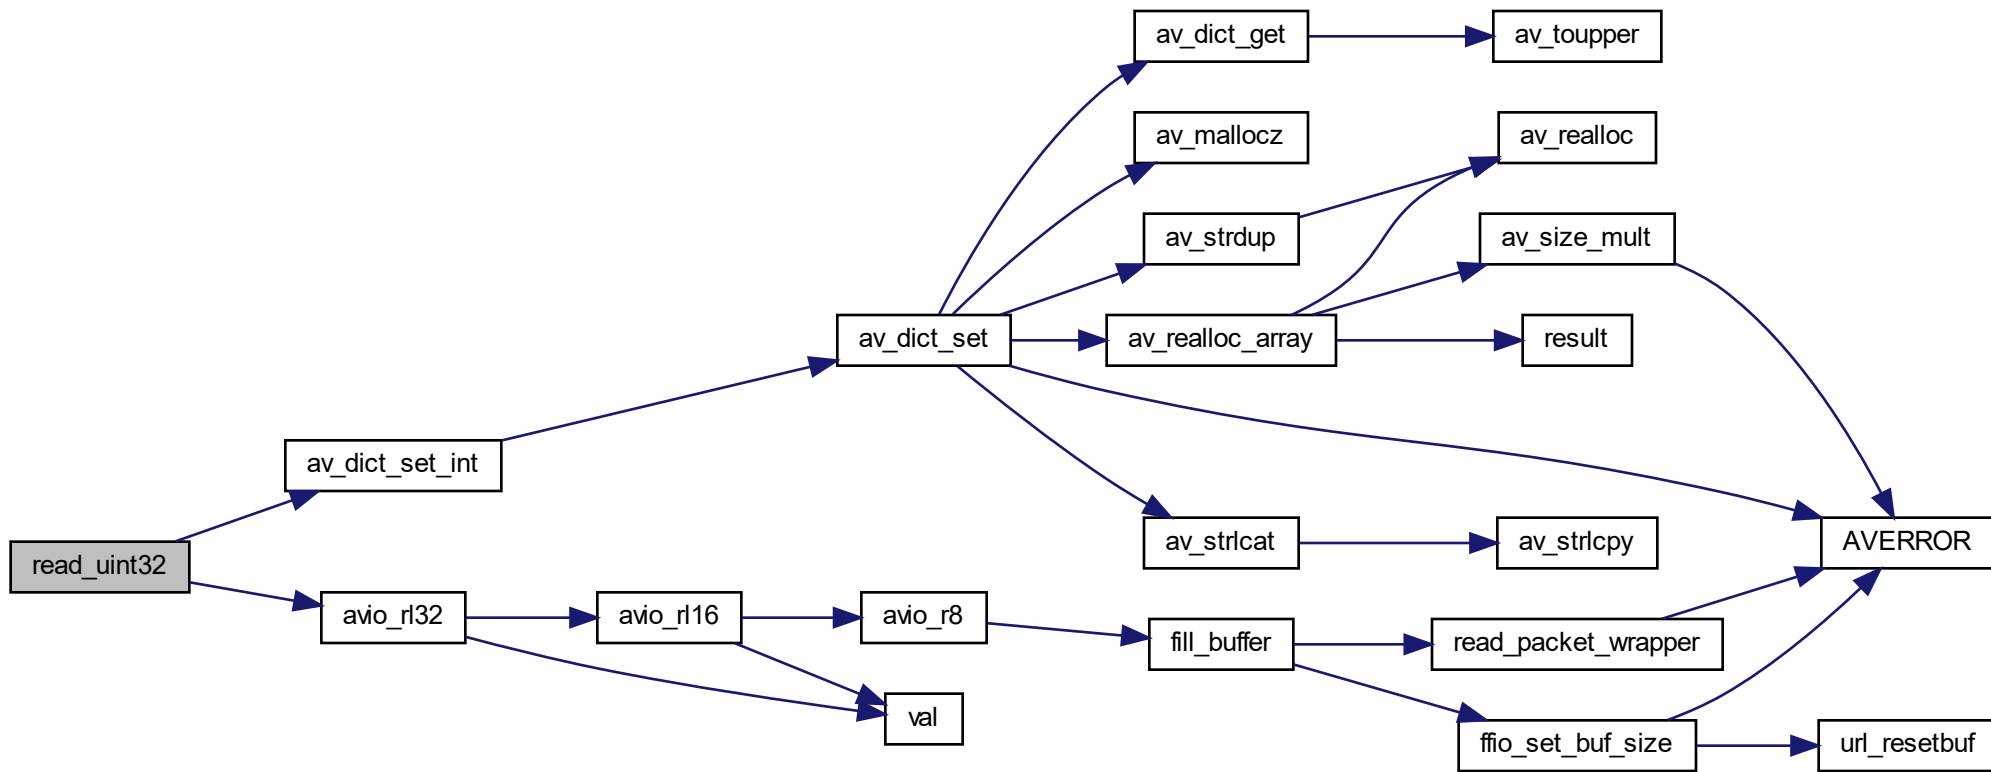 av_dict_get
av_toupper
av_mallocz
av_realloc
av_strdup
av_size_mult
av_dict_set
av_realloc_array
result
av_dict_set_int
av_strlcat
av_strlcpy
AVERROR
read_uint32
avio_rl32
avio_rl16
avio_r8
fill_buffer
read_packet_wrapper
val
ffio_set_buf_size
url_resetbuf